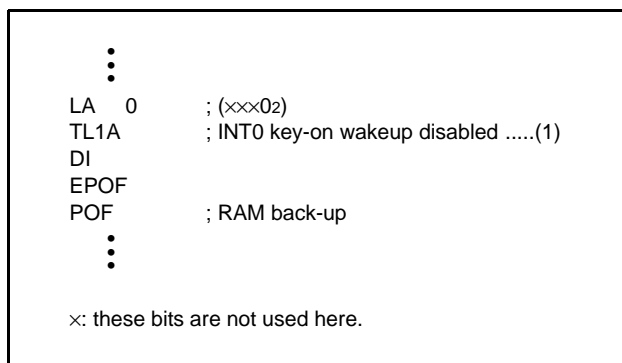 LA 0 ; (×××0₂)
TL1A ; INT0 key-on wakeup disabled .....(1)
DI
EPOF
POF ; RAM back-up
×: these bits are not used here.